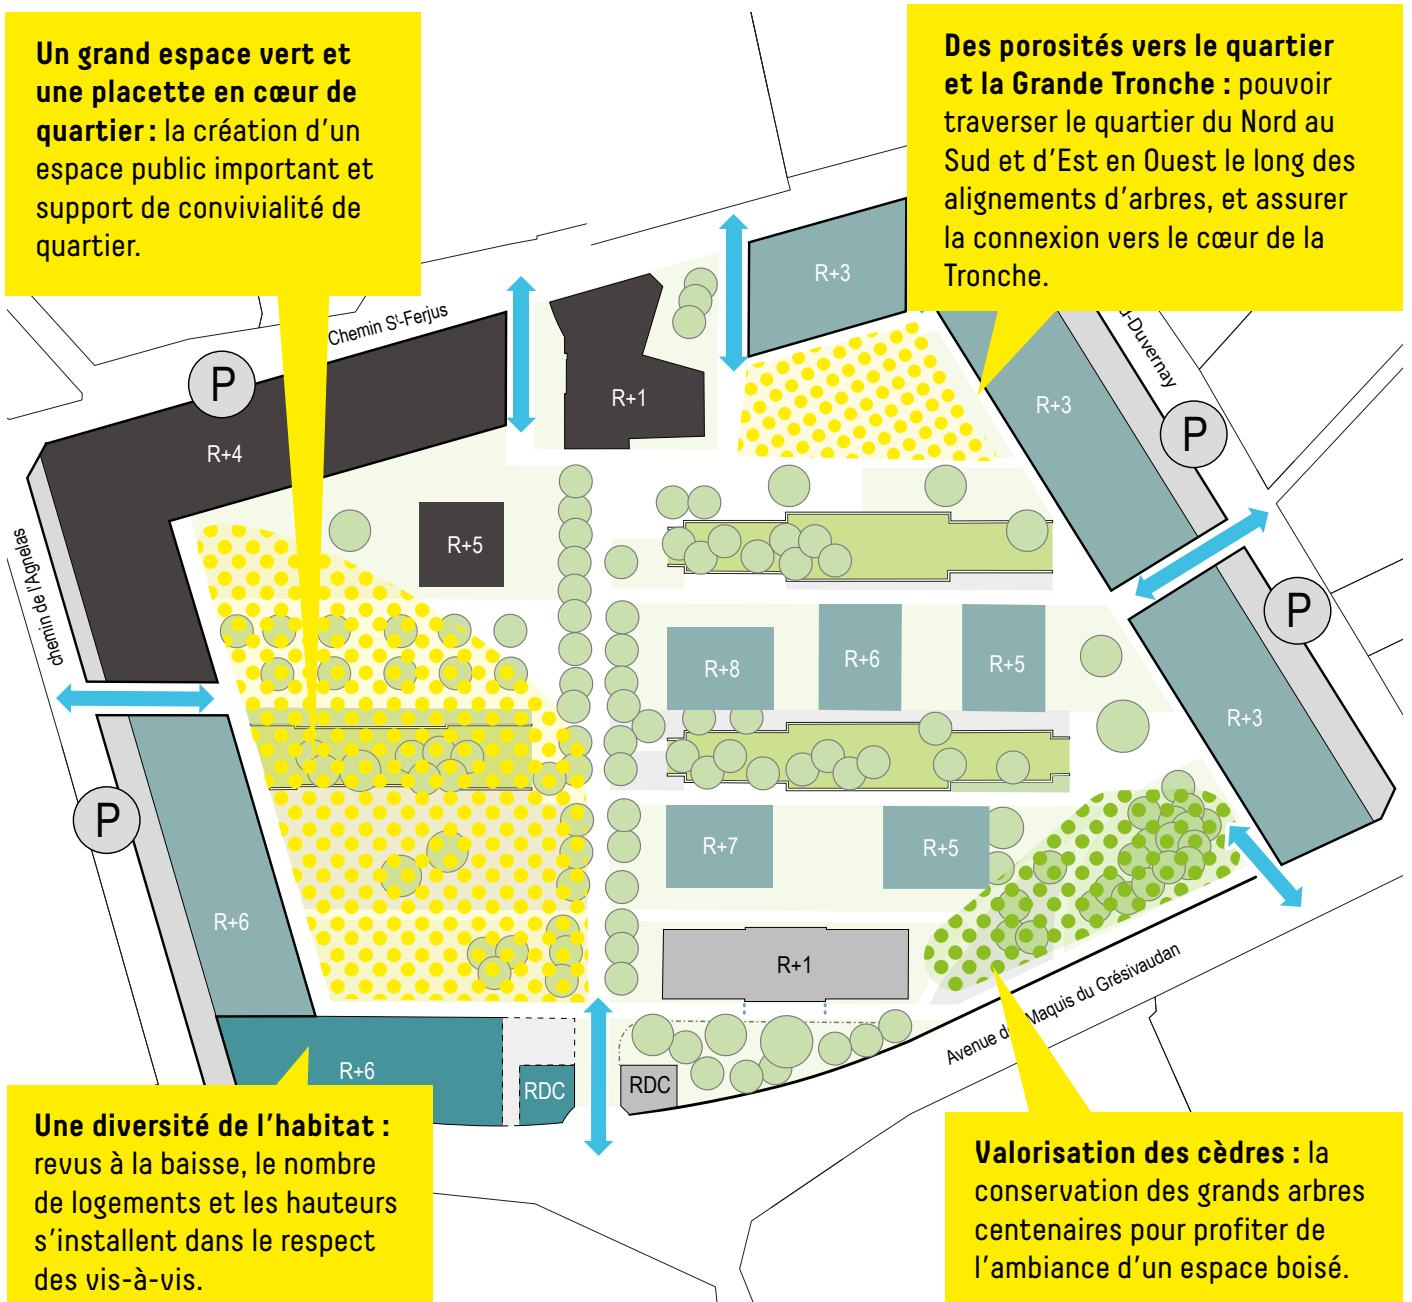 Un grand espace vert et
une placette en cœur de
quartier : la création d’un
espace public important et
support de convivialité de
quartier.
Des porosités vers le quartier
et la Grande Tronche : pouvoir
traverser le quartier du Nord au
Sud et d’Est en Ouest le long des
alignements d’arbres, et assurer
la connexion vers le cœur de la
Tronche.
Chemin St-Ferjus
-Duvernay
chemin de l'Agnelas
Avenue Maquis du Grésivaudan
P
P
P
P
R+3
R+1
R+3
R+4
R+5
R+8
R+6
R+5
R+3
R+7
R+5
R+6
R+1
R+6
RDC
RDC
Une diversité de l’habitat :
revus à la baisse, le nombre
de logements et les hauteurs
s’installent dans le respect
des vis-à-vis.
Valorisation des cèdres : la
conservation des grands arbres
centenaires pour profiter de
l’ambiance d’un espace boisé.